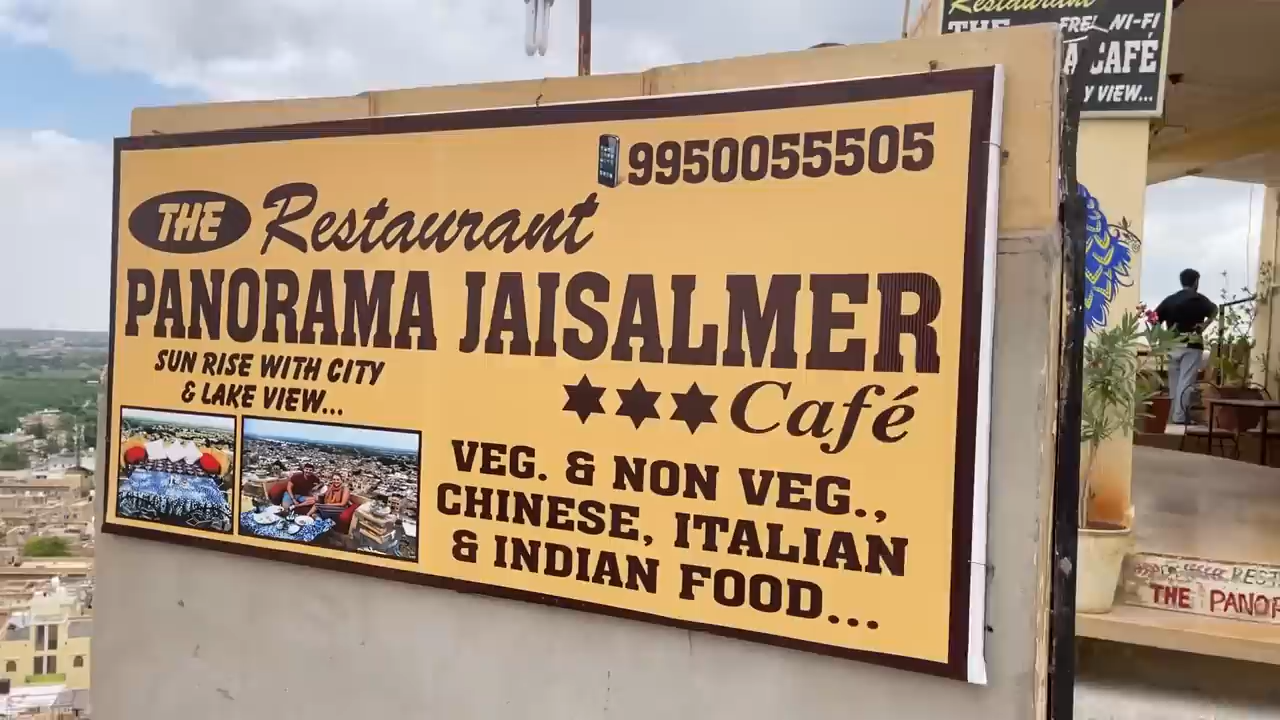 9950055505
THE Restaurant
PANORAMA JAISALMER
SUN RISE WITH CITY
& LAKE VIEW...
Café
VEG. & NON VEG.,
CHINESE, ITALIAN
& INDIAN FOOD...
Restaurant
THE FREE WI-FI
A CAFÉ
Y VIEW...
REST
THE PANOR